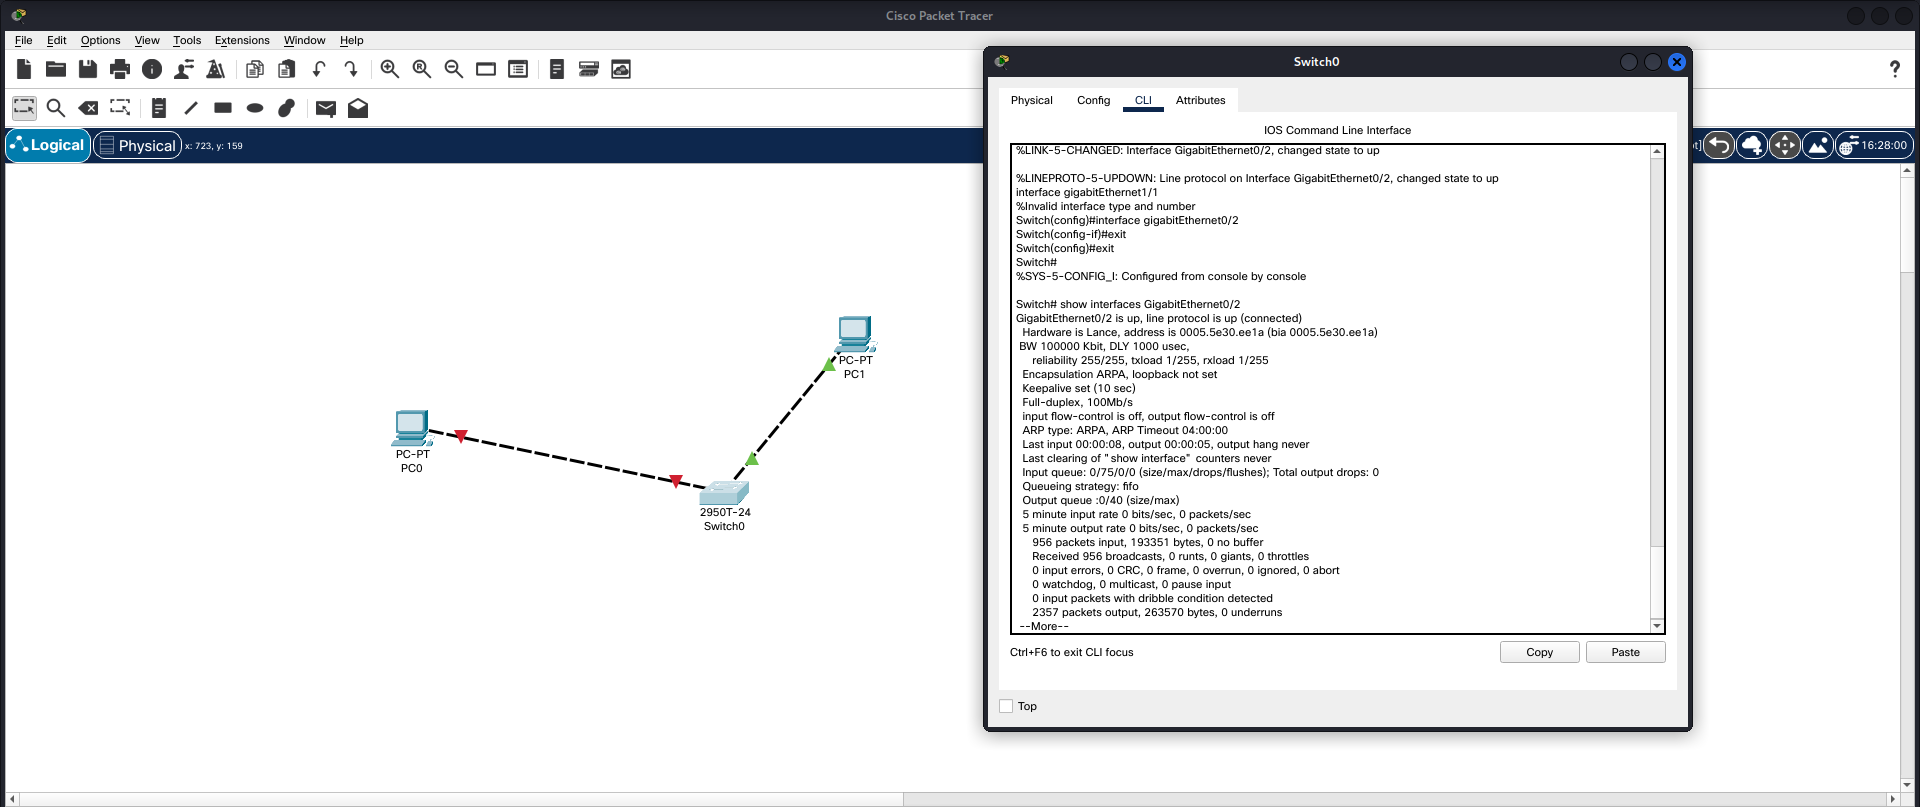 Cisco Packet Tracer
File Edit Options View Tools Extensions Window Help
?
Logical
Physical
x: 723, y: 159
16:28:00
PC-PT
PC1
PC-PT
PC0
2950T-24
Switch0
Switch0
Physical Config CLI Attributes
IOS Command Line Interface
%LINK-5-CHANGED: Interface GigabitEthernet0/2, changed state to up
%LINEPROTO-5-UPDOWN: Line protocol on Interface GigabitEthernet0/2, changed state to up
interface gigabitEthernet1/1
%Invalid interface type and number
Switch(config)#interface gigabitEthernet0/2
Switch(config-if)#exit
Switch(config)#exit
Switch#
%SYS-5-CONFIG_I: Configured from console by console
Switch# show interfaces GigabitEthernet0/2
GigabitEthernet0/2 is up, line protocol is up (connected)
Hardware is Lance, address is 0005.5e30.ee1a (bia 0005.5e30.ee1a)
BW 100000 Kbit, DLY 1000 usec,
reliability 255/255, txload 1/255, rxload 1/255
Encapsulation ARPA, loopback not set
Keepalive set (10 sec)
Full-duplex, 100Mb/s
input flow-control is off, output flow-control is off
ARP type: ARPA, ARP Timeout 04:00:00
Last input 00:00:08, output 00:00:05, output hang never
Last clearing of "show interface" counters never
Input queue: 0/75/0/0 (size/max/drops/flushes); Total output drops: 0
Queueing strategy: fifo
Output queue :0/40 (size/max)
5 minute input rate 0 bits/sec, 0 packets/sec
5 minute output rate 0 bits/sec, 0 packets/sec
956 packets input, 193351 bytes, 0 no buffer
Received 956 broadcasts, 0 runts, 0 giants, 0 throttles
0 input errors, 0 CRC, 0 frame, 0 overrun, 0 ignored, 0 abort
0 watchdog, 0 multicast, 0 pause input
0 input packets with dribble condition detected
2357 packets output, 263570 bytes, 0 underruns
--More--
Ctrl+F6 to exit CLI focus
Copy
Paste
Top